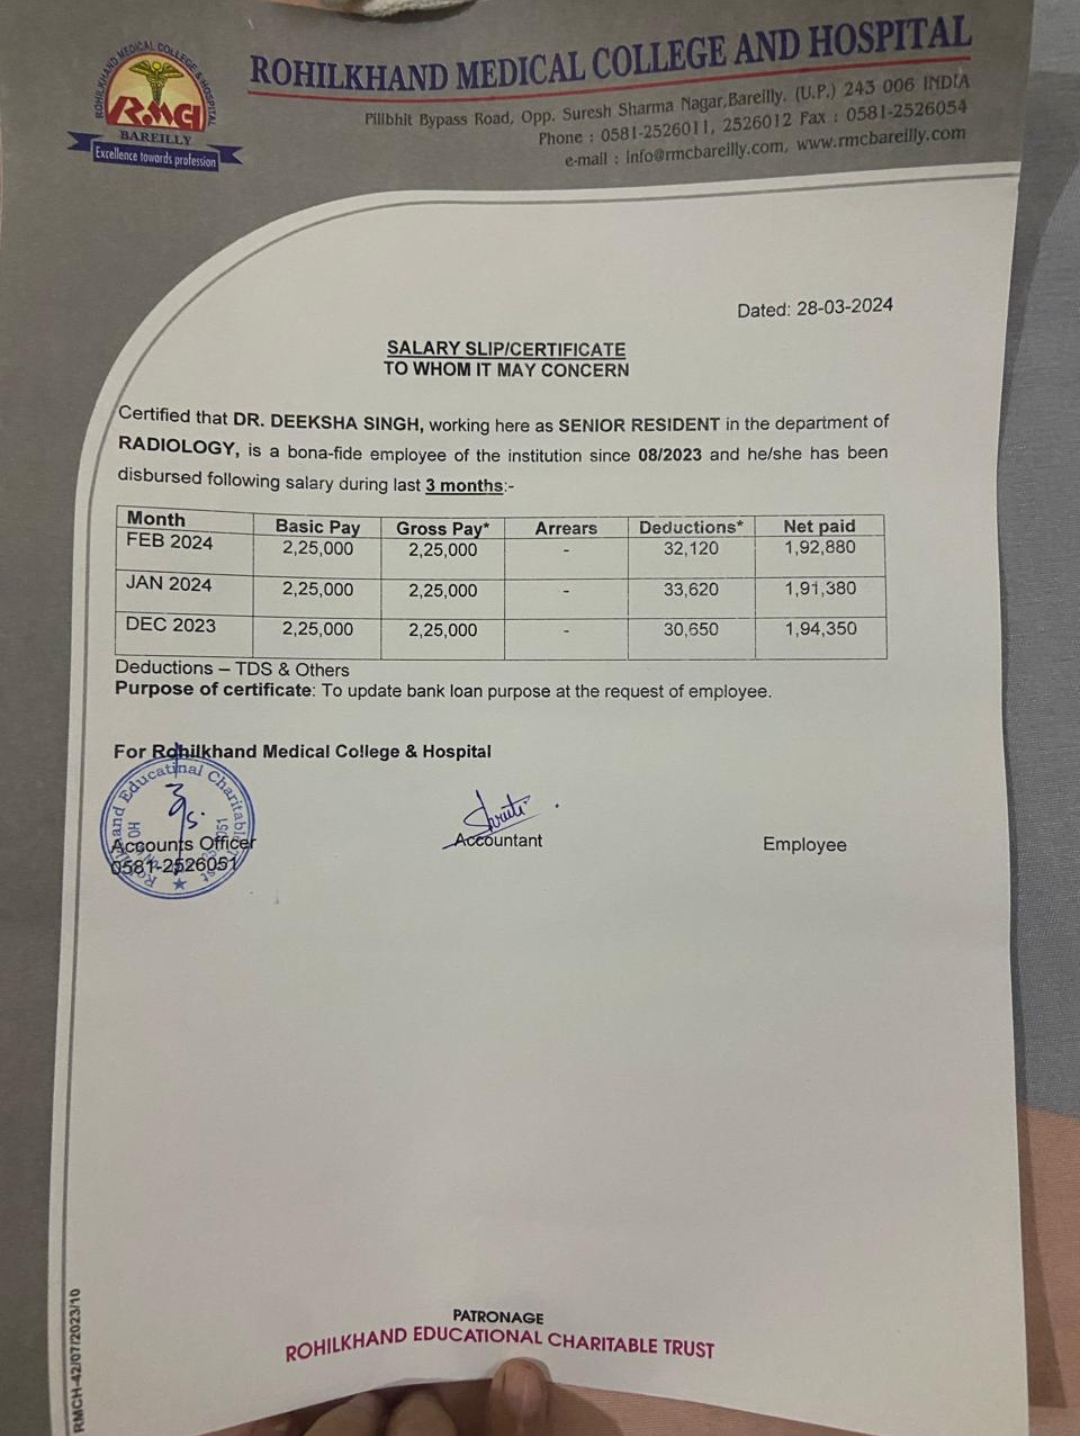 ROHILKHAND MEDICAL COLLEGE & HOSPITAL
RMCH
BAREILLY
Excellence towards profession
ROHILKHAND MEDICAL COLLEGE AND HOSPITAL
Pilibhit Bypass Road, Opp. Suresh Sharma Nagar,Bareilly. (U.P.) 243 006 INDIA
Phone : 0581-2526011, 2526012 Fax : 0581-2526054
e-mail : info@rmcbareilly.com, www.rmcbareilly.com
Dated: 28-03-2024
SALARY SLIP/CERTIFICATE
TO WHOM IT MAY CONCERN
Certified that DR. DEEKSHA SINGH, working here as SENIOR RESIDENT in the department of
RADIOLOGY, is a bona-fide employee of the institution since 08/2023 and he/she has been
disbursed following salary during last 3 months:-
Month Basic Pay Gross Pay* Arrears Deductions* Net paid
FEB 2024 2,25,000 2,25,000 - 32,120 1,92,880
JAN 2024 2,25,000 2,25,000 - 33,620 1,91,380
DEC 2023 2,25,000 2,25,000 - 30,650 1,94,350
Deductions – TDS & Others
Purpose of certificate: To update bank loan purpose at the request of employee.
For Rohilkhand Medical College & Hospital
Educatinal Charitable
Shruti
Accounts Officer Accountant Employee
0581-2526051
PATRONAGE
ROHILKHAND EDUCATIONAL CHARITABLE TRUST
RMCH-42/07/2023/10